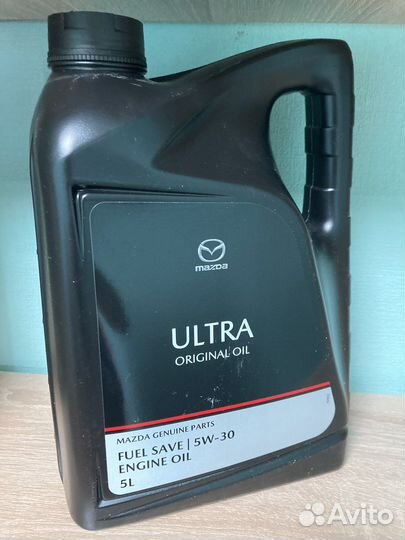 mazda
ULTRA
ORIGINAL OIL
MAZDA GENUINE PARTS
FUEL SAVE | 5W-30
ENGINE OIL
5L
Avito